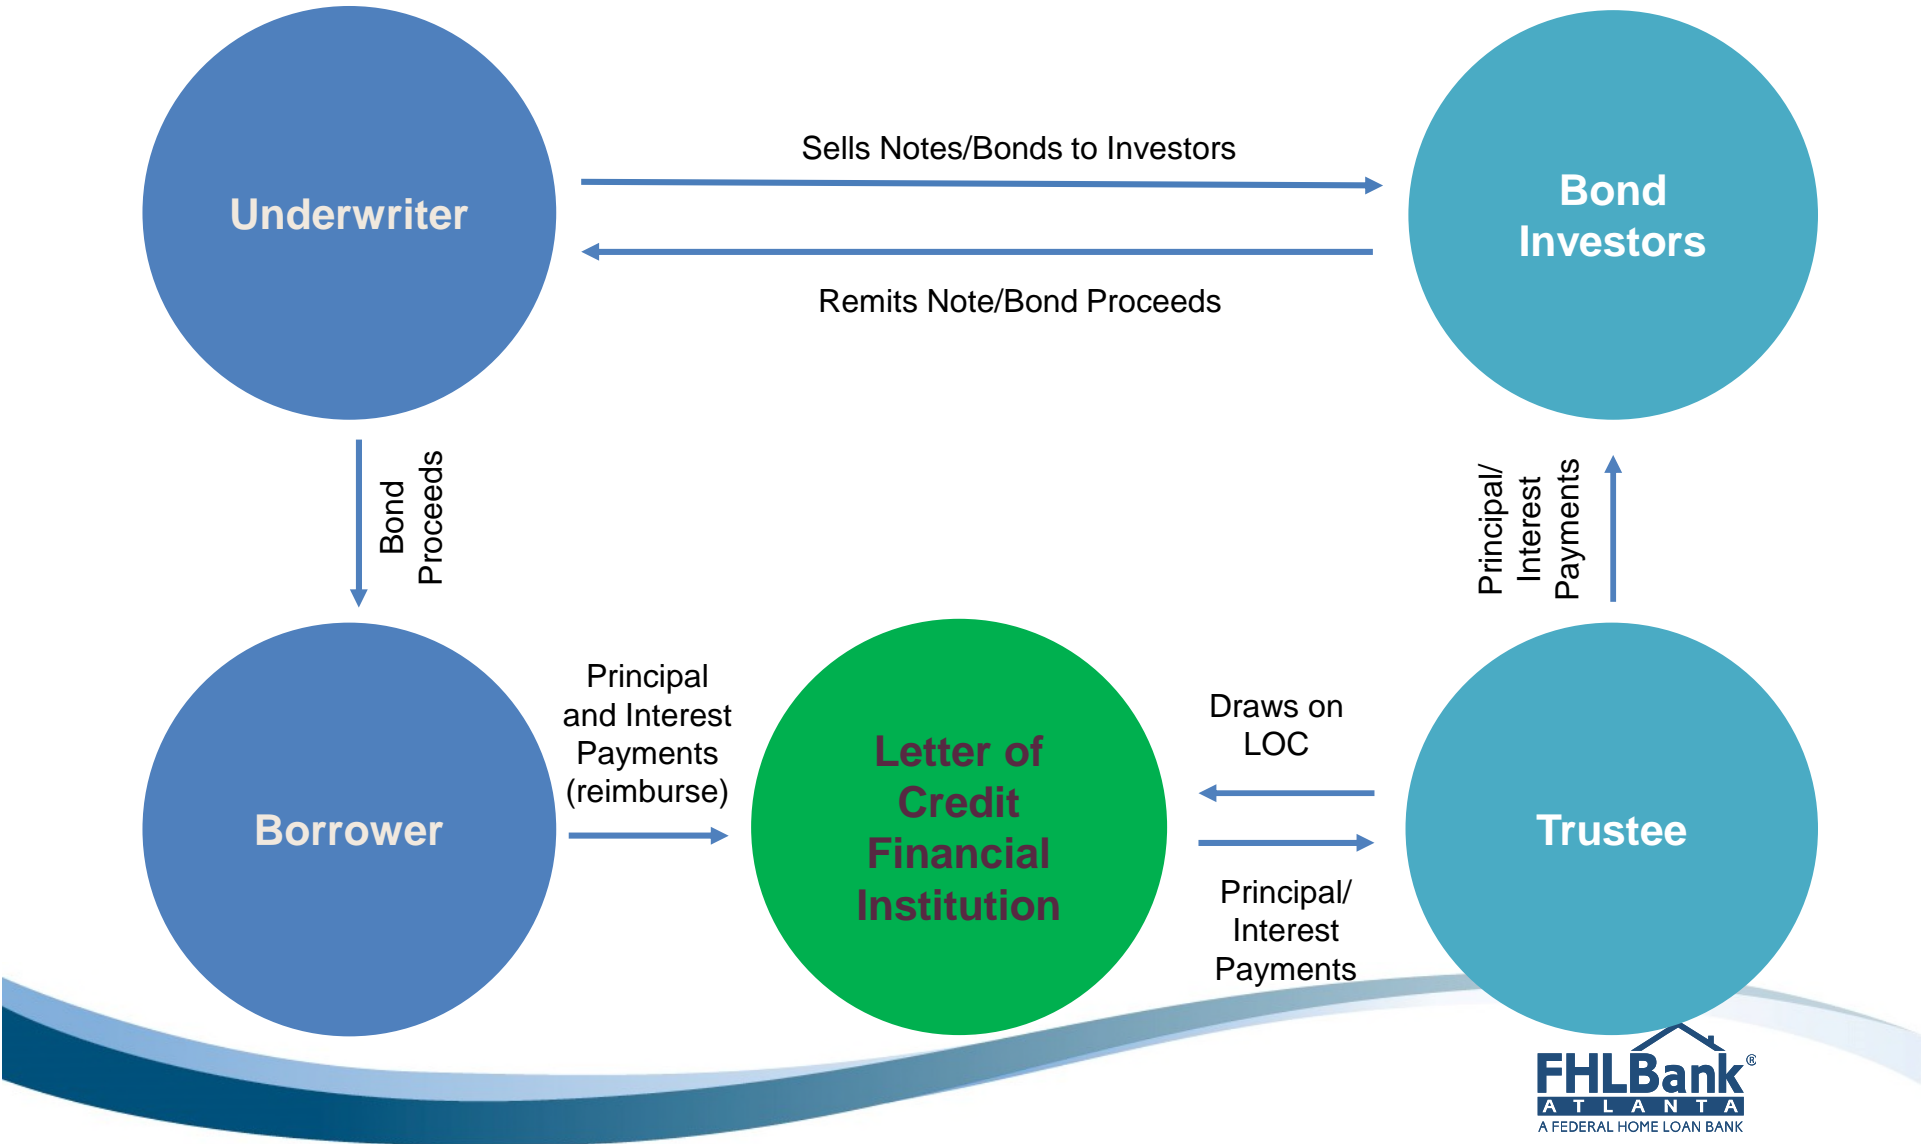 Underwriter
Sells Notes/Bonds to Investors
Remits Note/Bond Proceeds
Bond
Investors
Bond
Proceeds
Principal/
Interest
Payments
Borrower
Principal
and Interest
Payments
(reimburse)
Letter of
Credit
Financial
Institution
Draws on
LOC
Principal/
Interest
Payments
Trustee
FHLBank®
ATLANTA
A FEDERAL HOME LOAN BANK